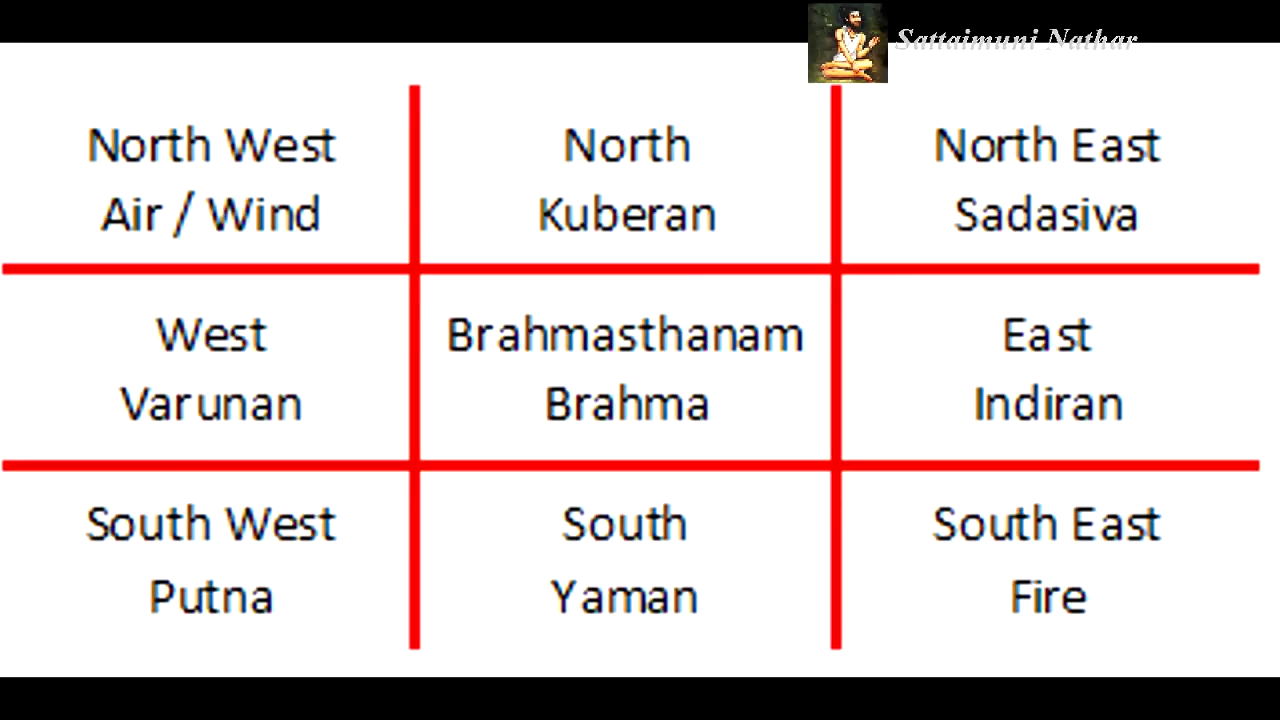 Sattaimuni Nathar
North West
Air / Wind
North
Kuberan
North East
Sadasiva
West
Varunan
Brahmasthanam
Brahma
East
Indiran
South West
Putna
South
Yaman
South East
Fire